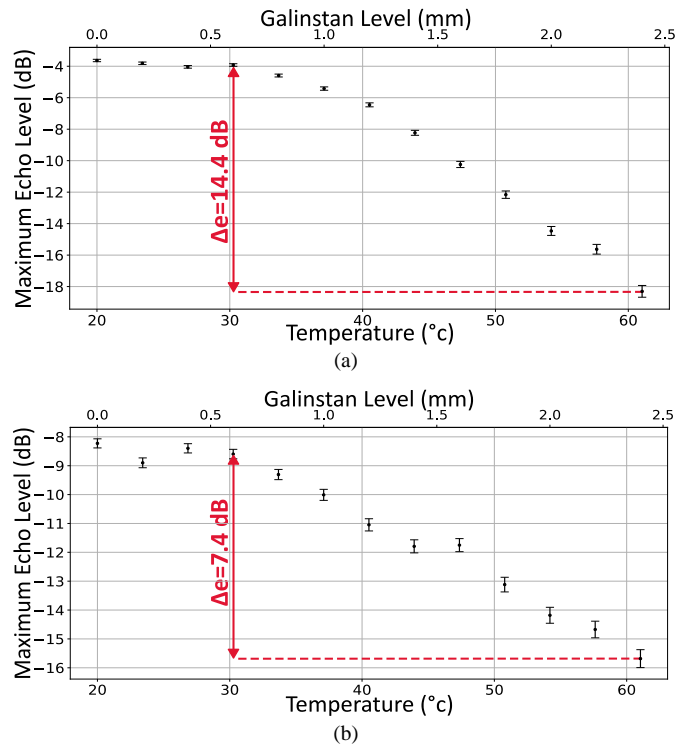 Galinstan Level (mm)
0.0 0.5 1.0 1.5 2.0 2.5
Maximum Echo Level (dB)
−4
−6
−8
−10
−12
−14
−16
−18
Δe=14.4 dB
20 30 40 50 60
Temperature (°c)
(a)
Galinstan Level (mm)
0.0 0.5 1.0 1.5 2.0 2.5
Maximum Echo Level (dB)
−8
−9
−10
−11
−12
−13
−14
−15
−16
Δe=7.4 dB
20 30 40 50 60
Temperature (°c)
(b)